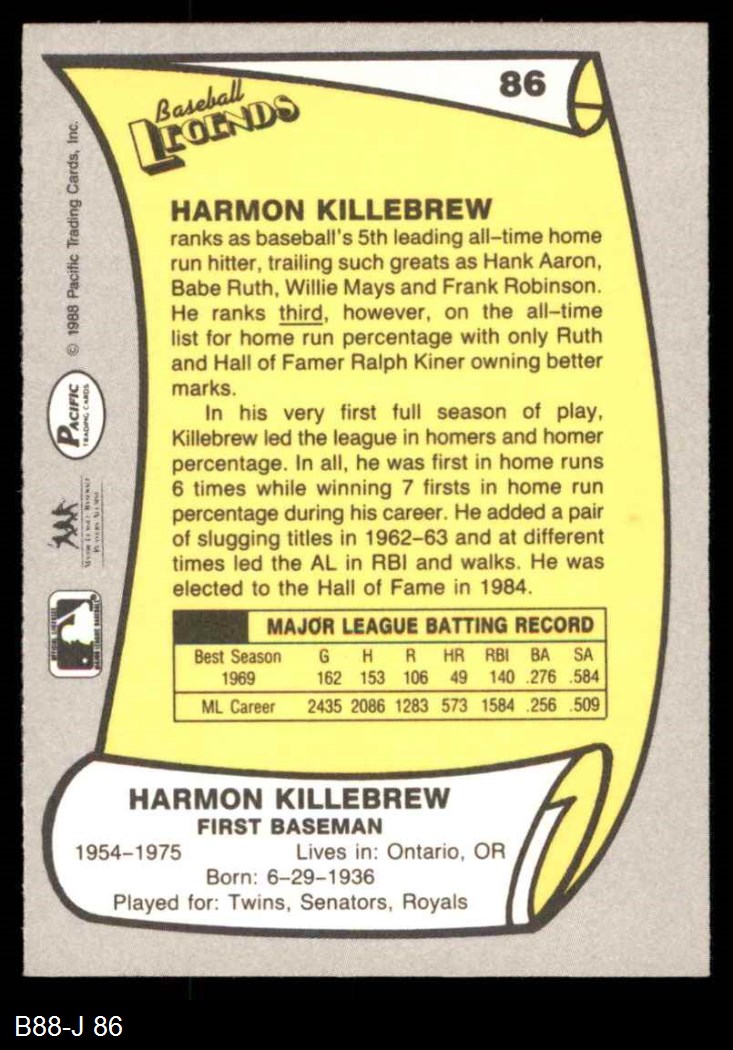 86
Baseball
LEGENDS
HARMON KILLEBREW
ranks as baseball's 5th leading all-time home
run hitter, trailing such greats as Hank Aaron,
Babe Ruth, Willie Mays and Frank Robinson.
He ranks third, however, on the all-time
list for home run percentage with only Ruth
and Hall of Famer Ralph Kiner owning better
marks.
In his very first full season of play,
Killebrew led the league in homers and homer
percentage. In all, he was first in home runs
6 times while winning 7 firsts in home run
percentage during his career. He added a pair
of slugging titles in 1962-63 and at different
times led the AL in RBI and walks. He was
elected to the Hall of Fame in 1984.
MAJOR LEAGUE BATTING RECORD
Best Season G H R HR RBI BA SA
1969 162 153 106 49 140 .276 .584
ML Career 2435 2086 1283 573 1584 .256 .509
HARMON KILLEBREW
FIRST BASEMAN
1954-1975 Lives in: Ontario, OR
Born: 6-29-1936
Played for: Twins, Senators, Royals
© 1988 Pacific Trading Cards, Inc.
PACIFIC
TRADING CARDS
B88-J 86